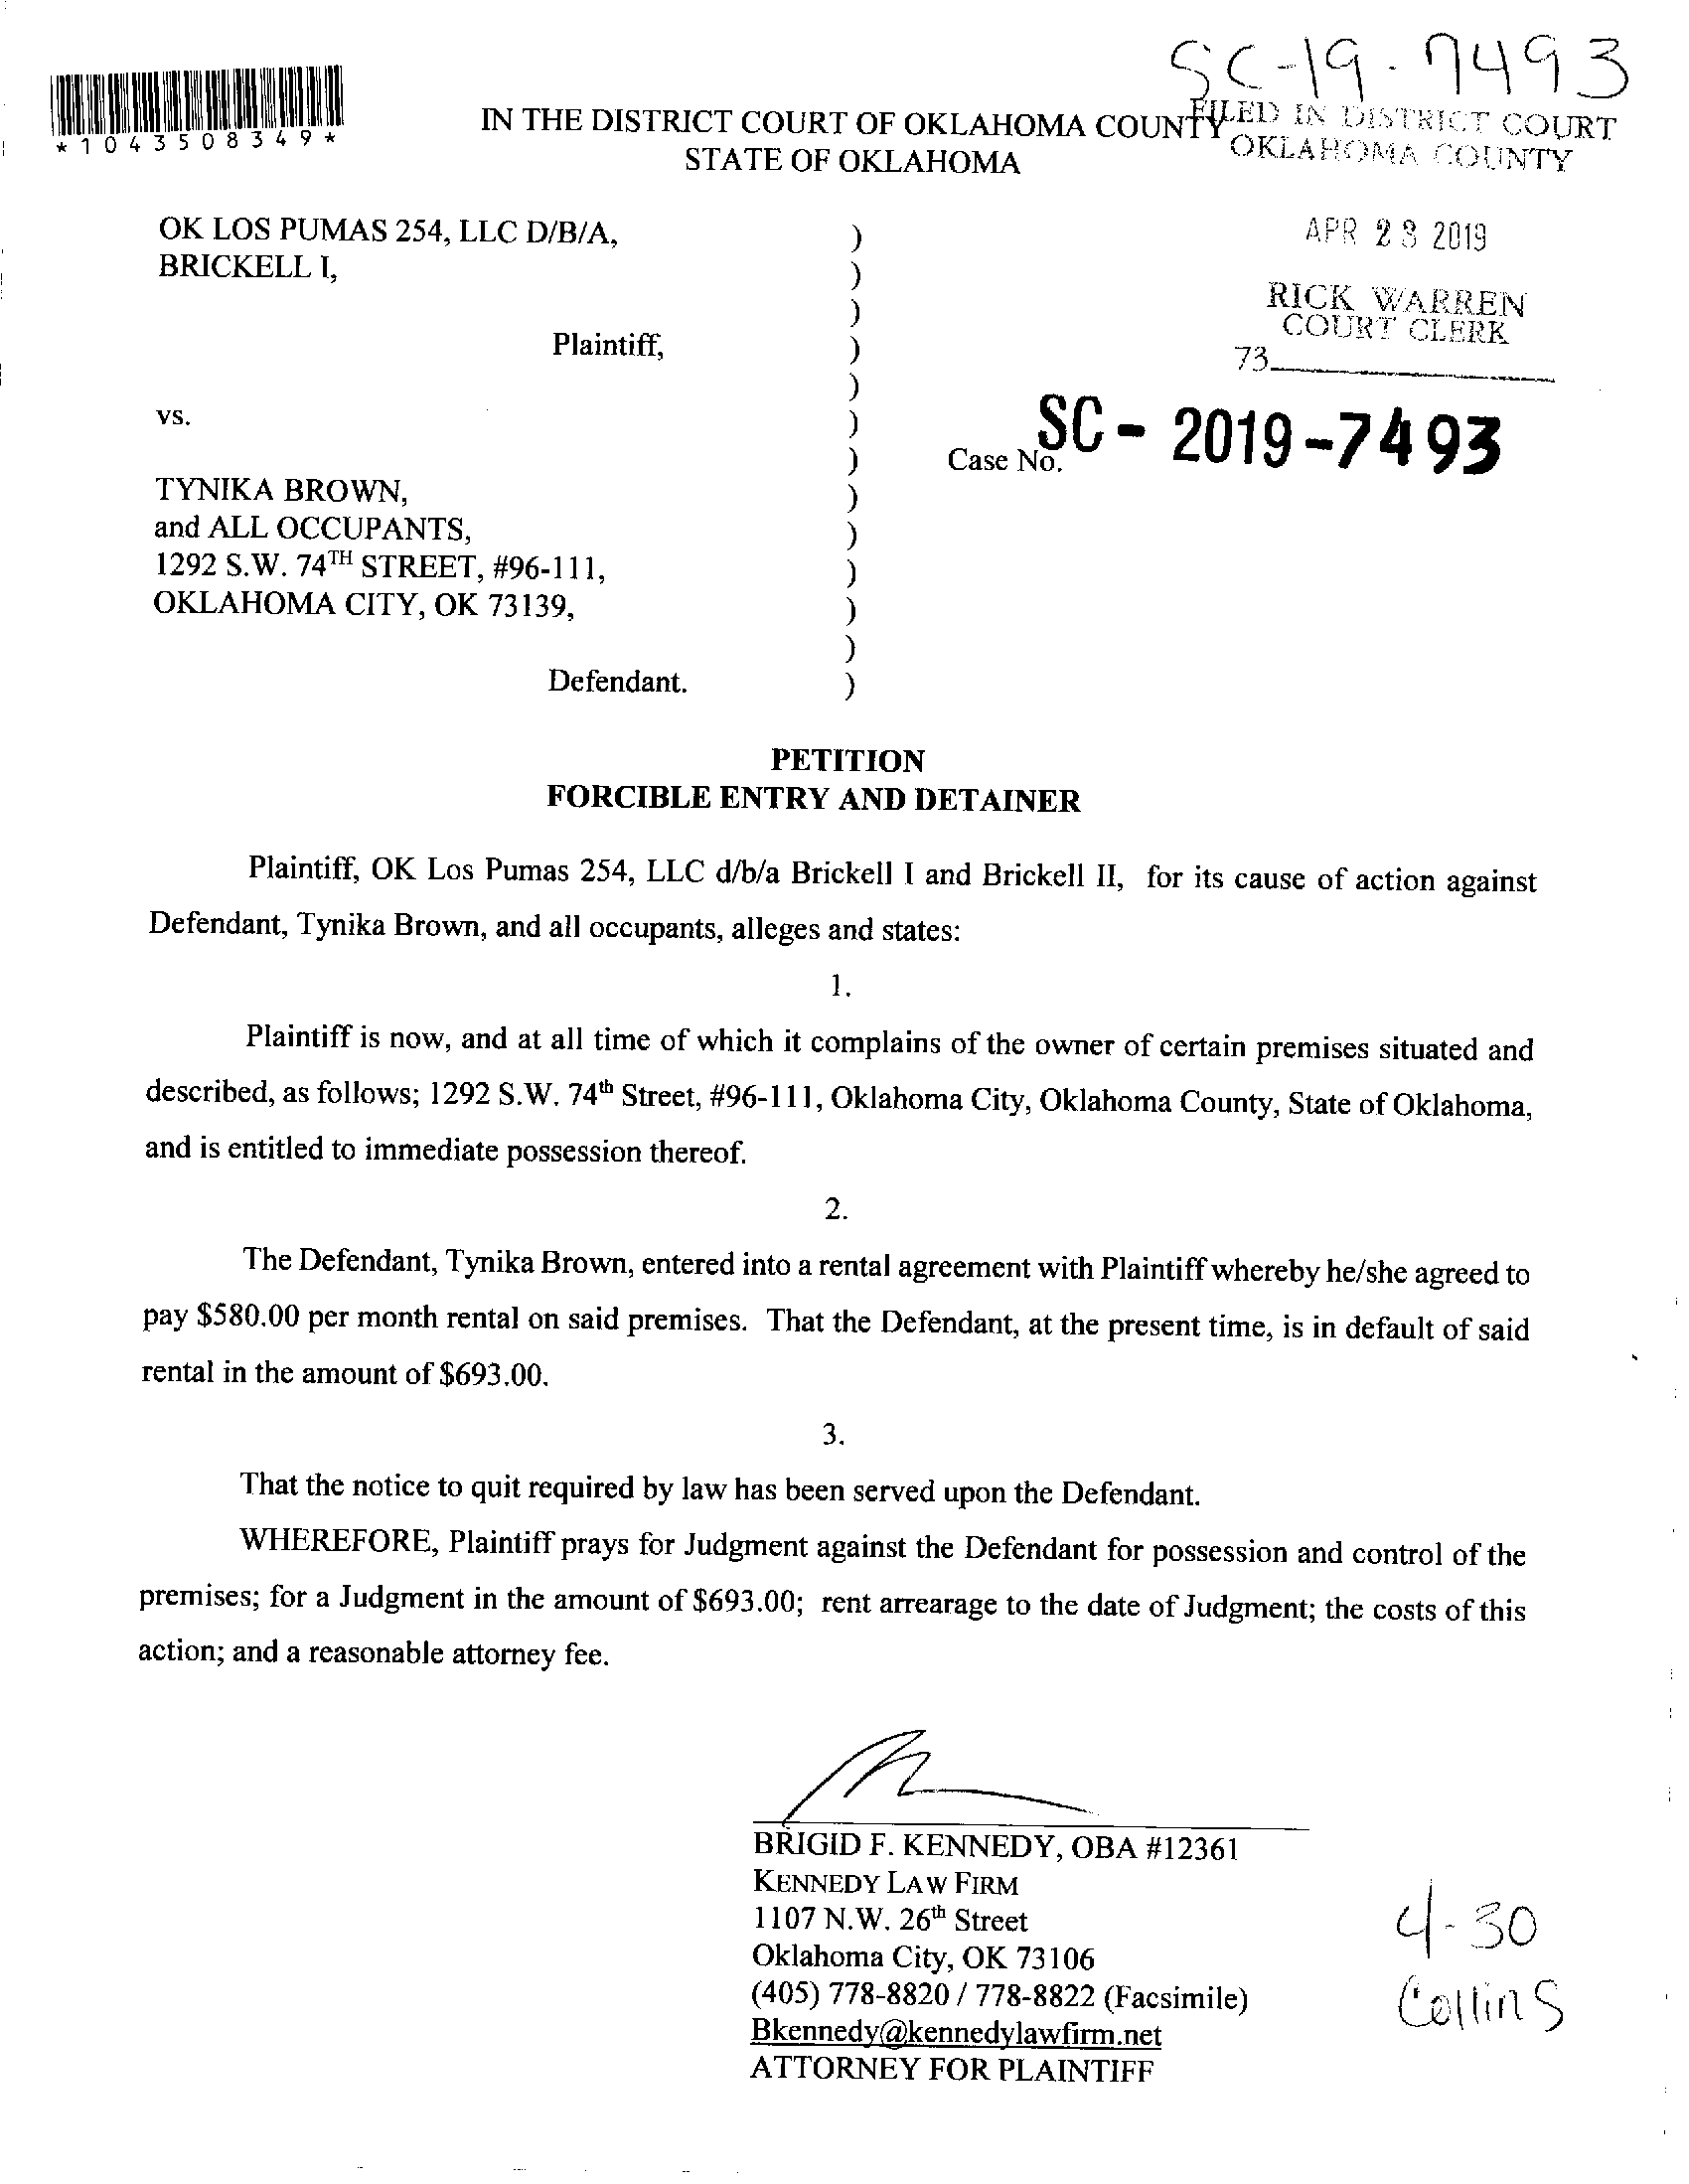 SC-19-7493
*1043508349*
IN THE DISTRICT COURT OF OKLAHOMA COUNTY
STATE OF OKLAHOMA
FILED IN DISTRICT COURT
OKLAHOMA COUNTY
OK LOS PUMAS 254, LLC D/B/A, )
BRICKELL I, )
)
Plaintiff, )
)
vs. )
)
TYNIKA BROWN, )
and ALL OCCUPANTS, )
1292 S.W. 74TH STREET, #96-111, )
OKLAHOMA CITY, OK 73139, )
)
Defendant. )
APR 23 2019
RICK WARREN
COURT CLERK
73
Case No. SC - 2019-7493
PETITION
FORCIBLE ENTRY AND DETAINER
Plaintiff, OK Los Pumas 254, LLC d/b/a Brickell I and Brickell II, for its cause of action against
Defendant, Tynika Brown, and all occupants, alleges and states:
1.
Plaintiff is now, and at all time of which it complains of the owner of certain premises situated and
described, as follows; 1292 S.W. 74th Street, #96-111, Oklahoma City, Oklahoma County, State of Oklahoma,
and is entitled to immediate possession thereof.
2.
The Defendant, Tynika Brown, entered into a rental agreement with Plaintiff whereby he/she agreed to
pay $580.00 per month rental on said premises. That the Defendant, at the present time, is in default of said
rental in the amount of $693.00.
3.
That the notice to quit required by law has been served upon the Defendant.
WHEREFORE, Plaintiff prays for Judgment against the Defendant for possession and control of the
premises; for a Judgment in the amount of $693.00; rent arrearage to the date of Judgment; the costs of this
action; and a reasonable attorney fee.
BRIGID F. KENNEDY, OBA #12361
KENNEDY LAW FIRM
1107 N.W. 26th Street
Oklahoma City, OK 73106
(405) 778-8820 / 778-8822 (Facsimile)
Bkennedy@kennedylawfirm.net
ATTORNEY FOR PLAINTIFF
4-30
Collins